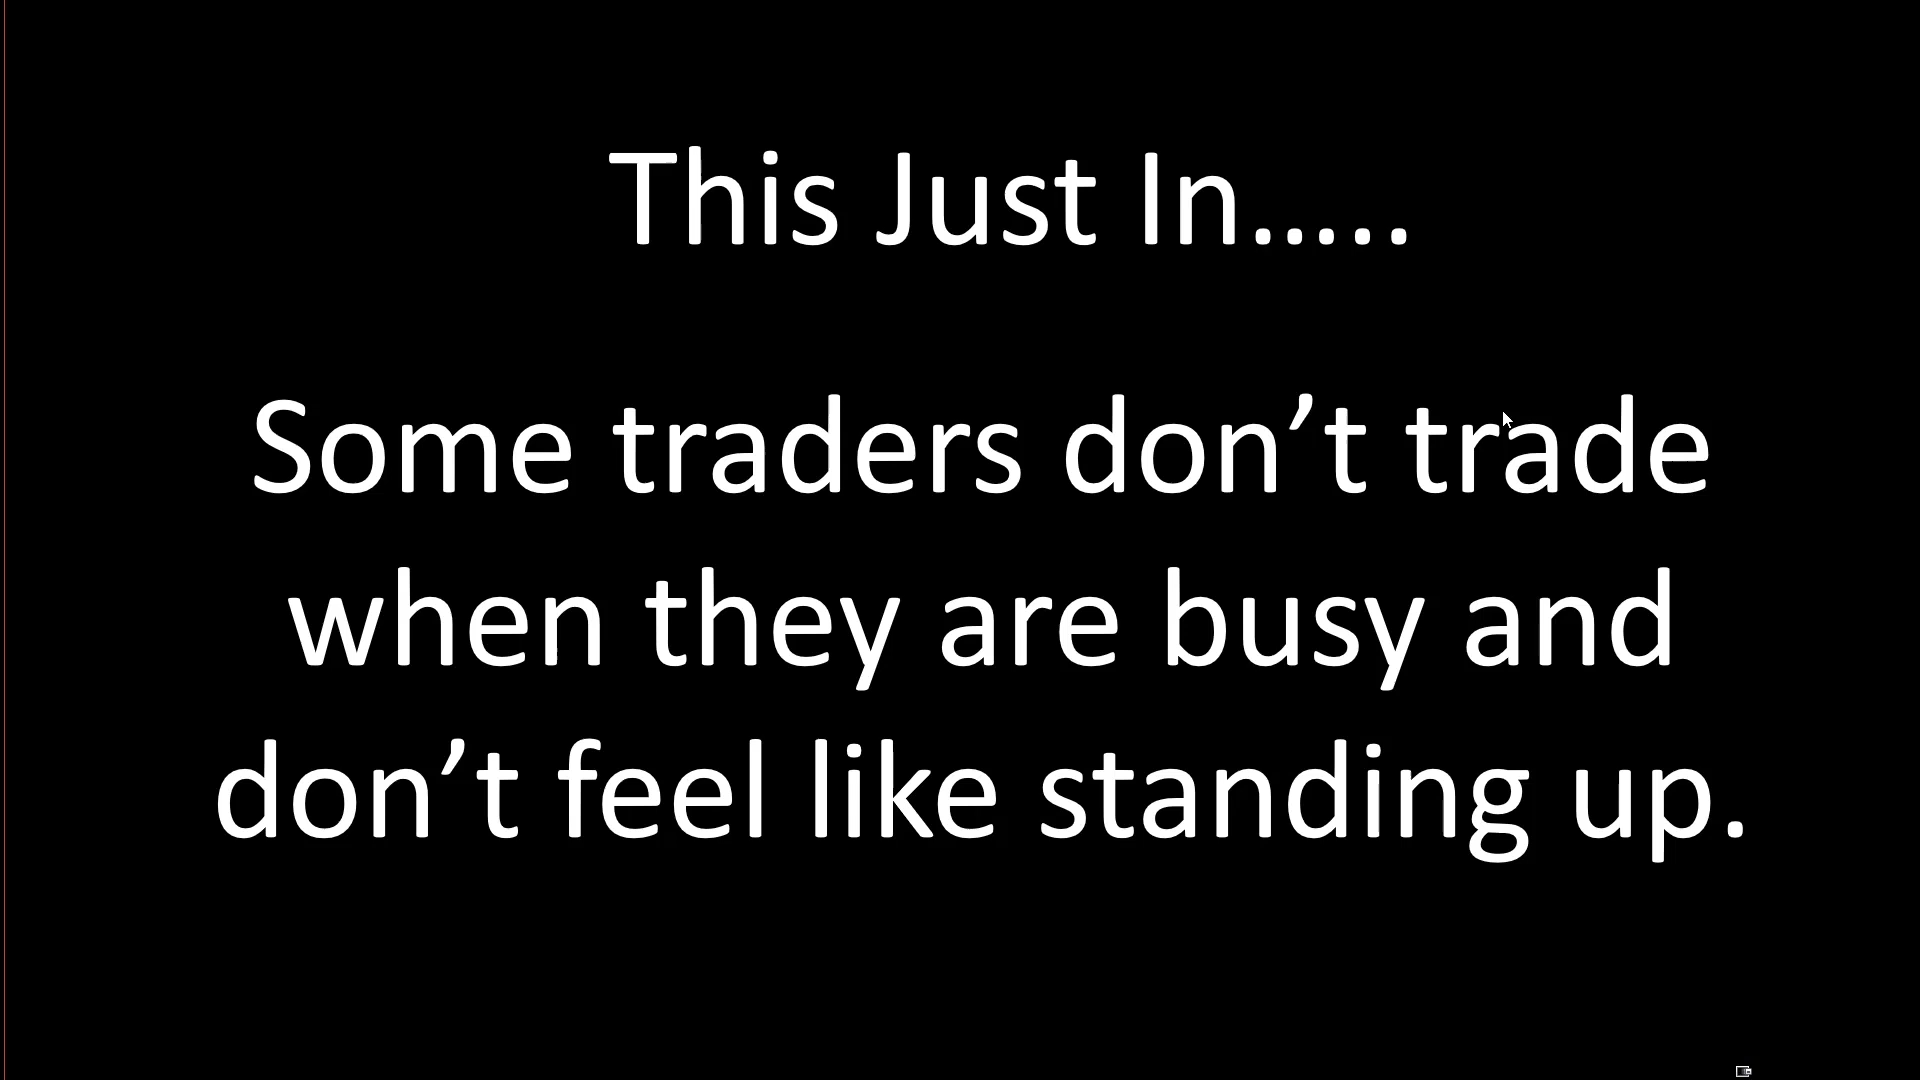 This Just In.....
Some traders don’t trade
when they are busy and
don’t feel like standing up.